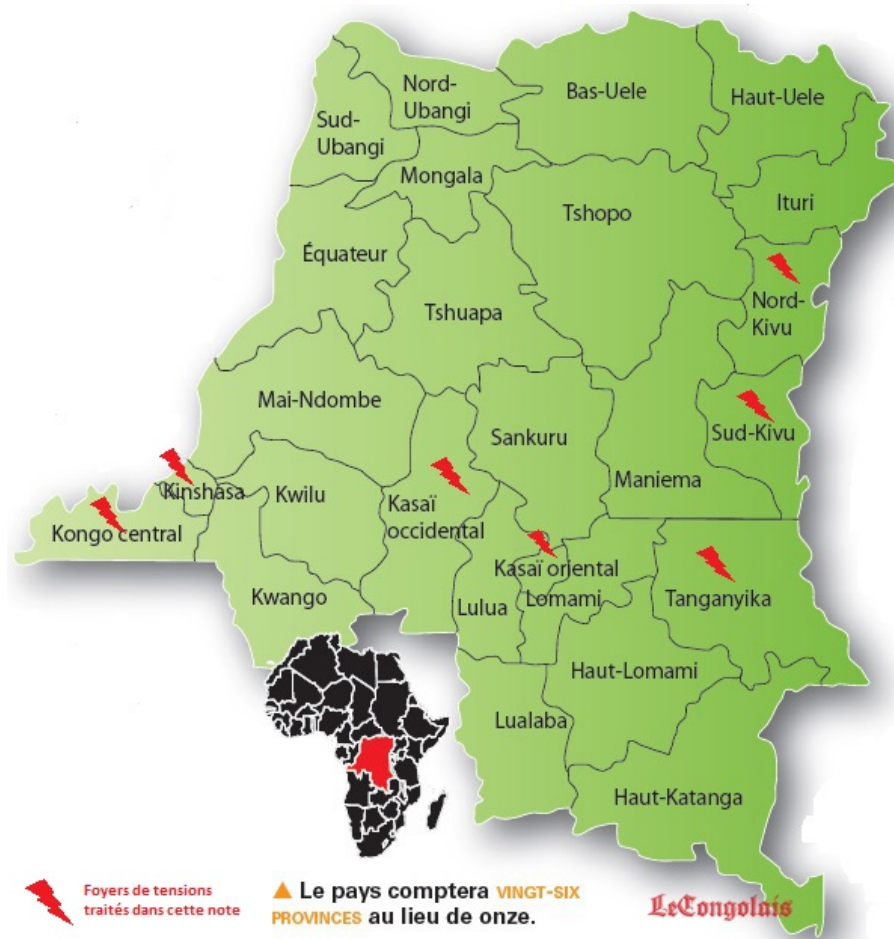 Nord-
Ubangi
Bas-Uele
Haut-Uele
Sud-
Ubangi
Mongala
Ituri
Tshopo
Équateur
Nord-
Kivu
Tshuapa
Mai-Ndombe
Sankuru
Sud-Kivu
Kinshasa
Kwilu
Kasaï
occidental
Maniema
Kongo central
Kasaï oriental
Kwango
Lulua
Lomami
Tanganyika
Haut-Lomami
Lualaba
Haut-Katanga
Foyers de tensions
traités dans cette note
▲ Le pays comptera VINGT-SIX
PROVINCES au lieu de onze.
LeCongolais